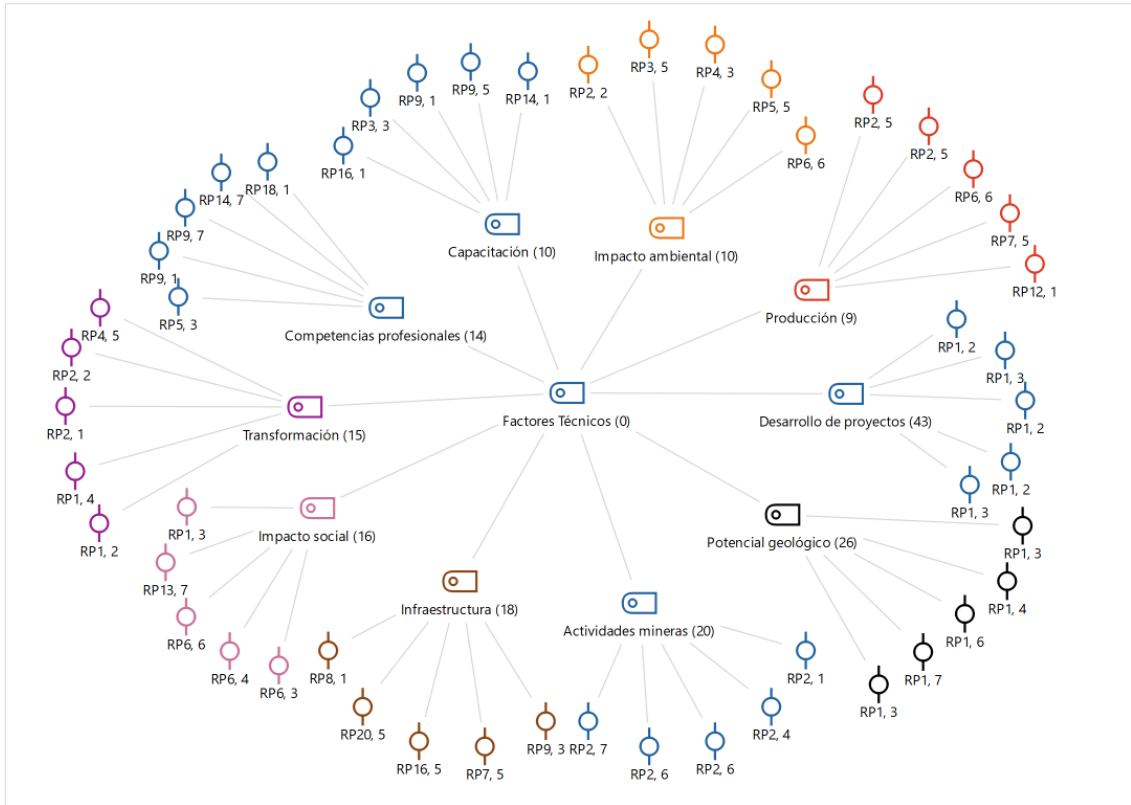 RP3, 5
RP4, 3
RP9, 5
RP2, 2
RP9, 1
RP14, 1
RP5, 5
RP3, 3
RP2, 5
RP2, 5
RP6, 6
RP16, 1
RP18, 1
RP14, 7
RP6, 6
RP9, 7
RP7, 5
Capacitación (10)
Impacto ambiental (10)
RP9, 1
RP12, 1
RP5, 3
Producción (9)
Competencias profesionales (14)
RP4, 5
RP1, 2
RP2, 2
RP1, 3
Factores Técnicos (0)
Desarrollo de proyectos (43)
RP1, 2
RP2, 1
Transformación (15)
RP1, 2
RP1, 4
RP1, 3
RP1, 2
RP1, 3
Impacto social (16)
Potencial geológico (26)
RP1, 3
RP13, 7
RP1, 4
Infraestructura (18)
Actividades mineras (20)
RP6, 6
RP1, 6
RP6, 4
RP6, 3
RP8, 1
RP2, 1
RP1, 7
RP1, 3
RP20, 5
RP9, 3
RP2, 7
RP2, 4
RP16, 5
RP7, 5
RP2, 6
RP2, 6